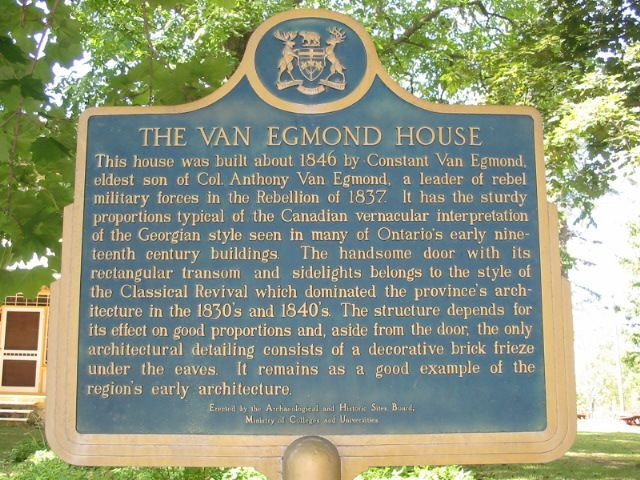 THE VAN EGMOND HOUSE
This house was built about 1846 by Constant Van Egmond,
eldest son of Col. Anthony Van Egmond, a leader of rebel
military forces in the Rebellion of 1837. It has the sturdy
proportions typical of the Canadian vernacular interpretation
of the Georgian style seen in many of Ontario's early nine-
teenth century buildings. The handsome door with its
rectangular transom and sidelights belongs to the style of
the Classical Revival which dominated the province's arch-
itecture in the 1830's and 1840's. The structure depends for
its effect on good proportions and, aside from the door, the only
architectural detailing consists of a decorative brick frieze
under the eaves. It remains as a good example of the
region's early architecture.
Erected by the Archaeological and Historic Sites Board,
Ministry of Colleges and Universities